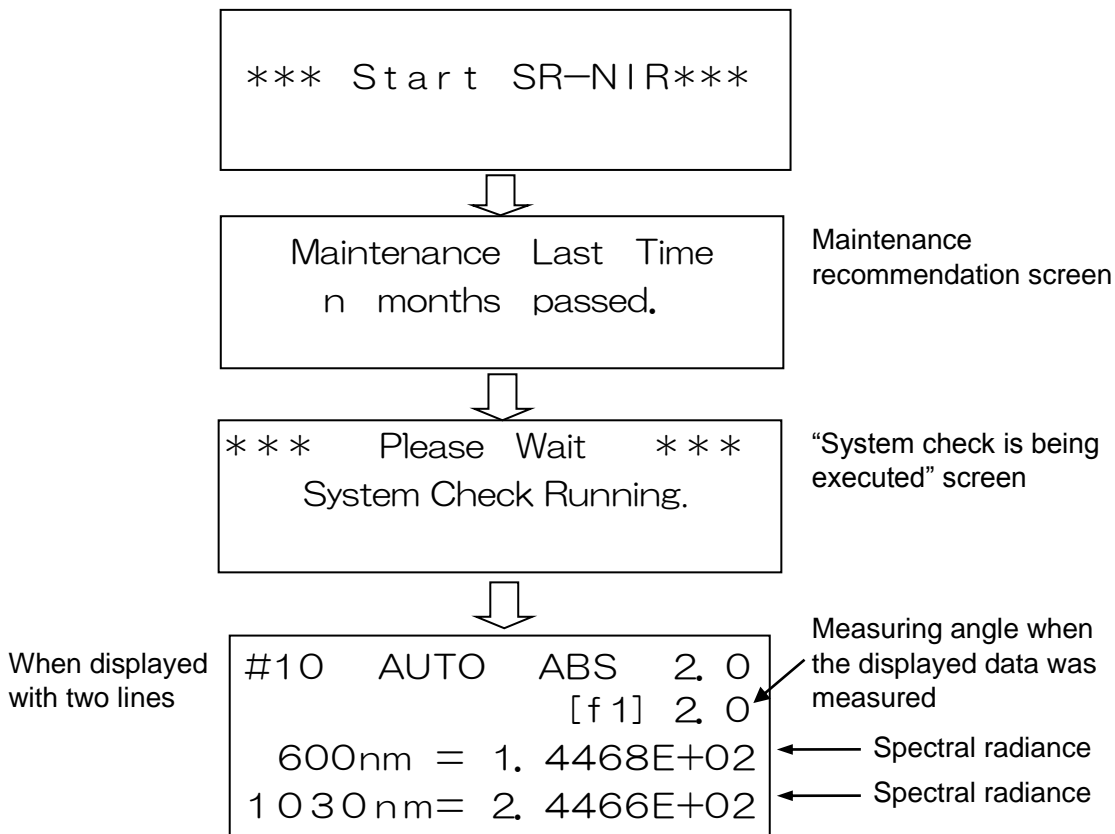 *** Start SR-NIR***
Maintenance Last Time
n months passed.
Maintenance
recommendation screen
*** Please Wait ***
System Check Running.
“System check is being
executed” screen
When displayed
with two lines
#10 AUTO ABS 2.0
[f1] 2.0
600nm = 1.4468E+02
1030nm= 2.4466E+02
Measuring angle when
the displayed data was
measured
Spectral radiance
Spectral radiance